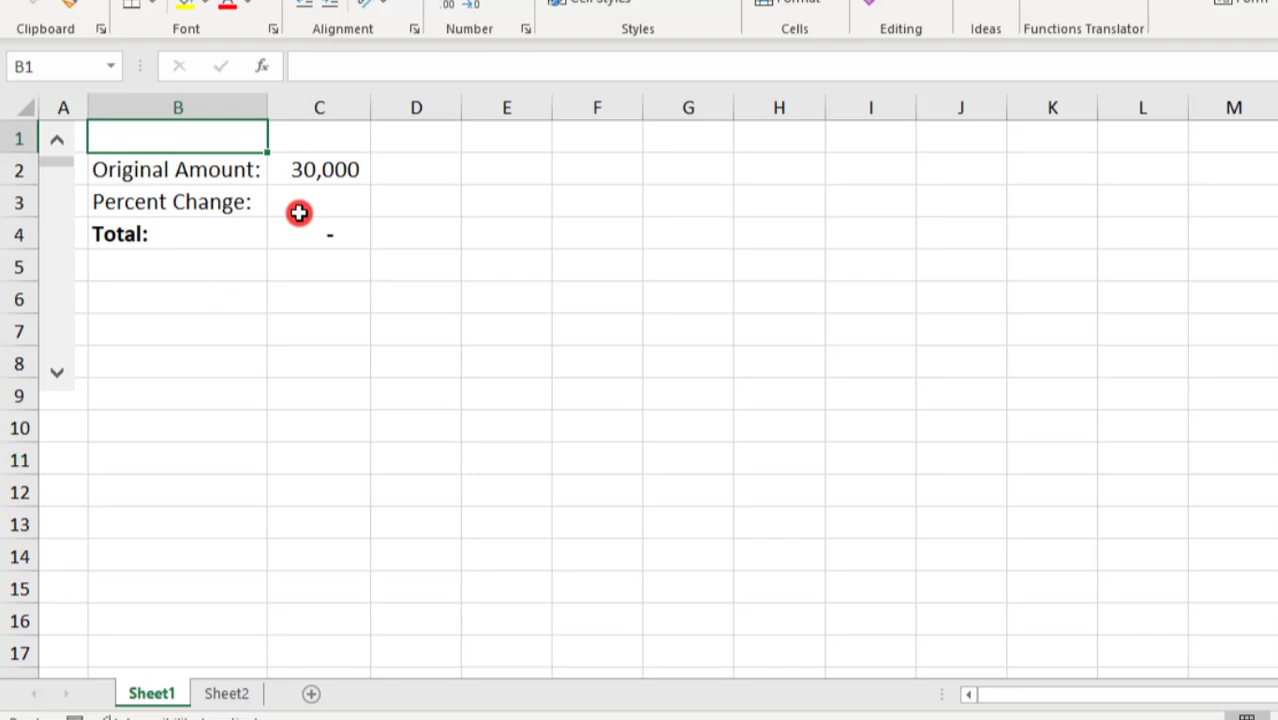 Clipboard Font Alignment Number Styles Cells Editing Ideas Functions Translator
B1 fx
A B C D E F G H I J K L M
1
2 Original Amount: 30,000
3 Percent Change:
4 Total: -
5
6
7
8
9
10
11
12
13
14
15
16
17
Sheet1 Sheet2